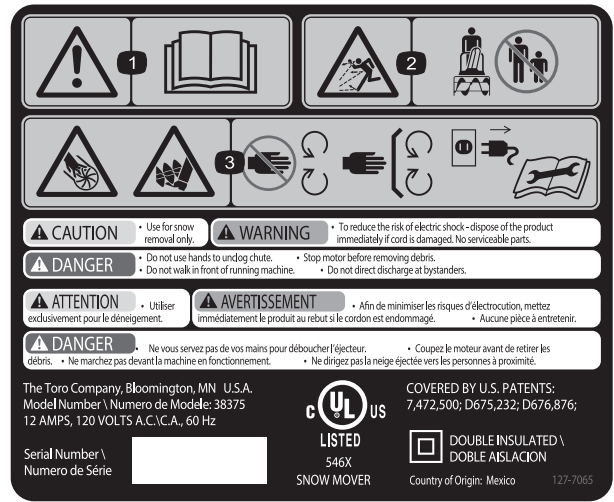 1
2
3
CAUTION • Use for snow removal only.
WARNING • To reduce the risk of electric shock - dispose of the product immediately if cord is damaged. No serviceable parts.
DANGER • Do not use hands to unclog chute. • Stop motor before removing debris.
• Do not walk in front of running machine. • Do not direct discharge at bystanders.
ATTENTION • Utiliser
exclusivement pour le déneigement.
AVERTISSEMENT • Afin de minimiser les risques d'électrocution, mettez
immédiatement le produit au rebut si le cordon est endommagé. • Aucune pièce à entretenir.
DANGER • Ne vous servez pas de vos mains pour déboucher l'éjecteur. • Coupez le moteur avant de retirer les
débris. • Ne marchez pas devant la machine en fonctionnement. • Ne dirigez pas la neige éjectée vers les personnes à proximité.
The Toro Company, Bloomington, MN U.S.A.
Model Number \ Numero de Modele: 38375
12 AMPS, 120 VOLTS A.C.\C.A., 60 Hz
Serial Number \
Numero de Série
C UL US
LISTED
546X
SNOW MOVER
COVERED BY U.S. PATENTS:
7,472,500; D675,232; D676,876;
DOUBLE INSULATED \
DOBLE AISLACION
Country of Origin: Mexico 127-7065